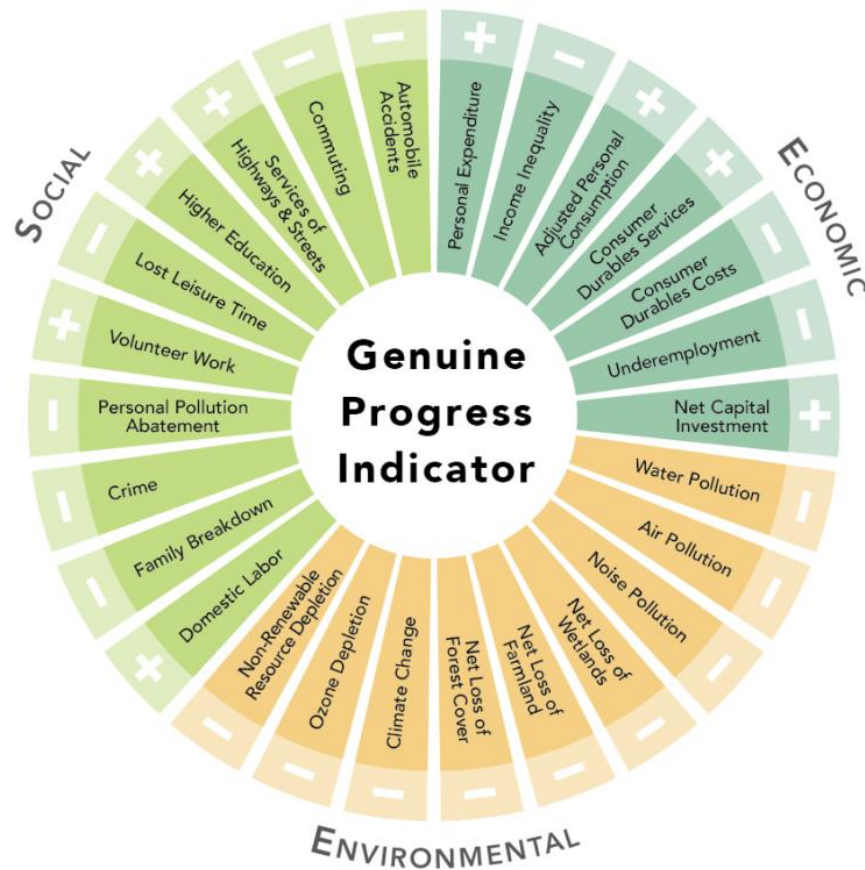 Genuine
Progress
Indicator
ECONOMIC
+
Personal Expenditure
−
Income Inequality
+
Adjusted Personal
Consumption
+
Consumer
Durables Services
−
Consumer
Durables Costs
−
Underemployment
+
Net Capital
Investment
ENVIRONMENTAL
−
Water Pollution
−
Air Pollution
−
Noise Pollution
−
Net Loss of
Wetlands
−
Net Loss of
Farmland
−
Net Loss of
Forest Cover
−
Climate Change
−
Ozone Depletion
−
Non-Renewable
Resource Depletion
SOCIAL
+
Domestic Labor
−
Family Breakdown
−
Crime
−
Personal Pollution
Abatement
+
Volunteer Work
−
Lost Leisure Time
+
Higher Education
+
Services of
Highways & Streets
−
Commuting
−
Automobile
Accidents